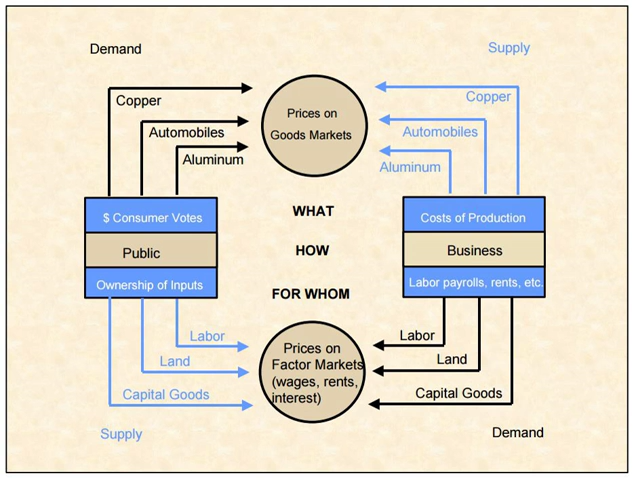 Demand
Supply
Copper
Automobiles
Aluminum
Prices on
Goods Markets
Copper
Automobiles
Aluminum
$ Consumer Votes
Public
Ownership of Inputs
WHAT
HOW
FOR WHOM
Costs of Production
Business
Labor payrolls, rents, etc.
Labor
Land
Capital Goods
Prices on
Factor Markets
(wages, rents,
interest)
Labor
Land
Capital Goods
Supply
Demand